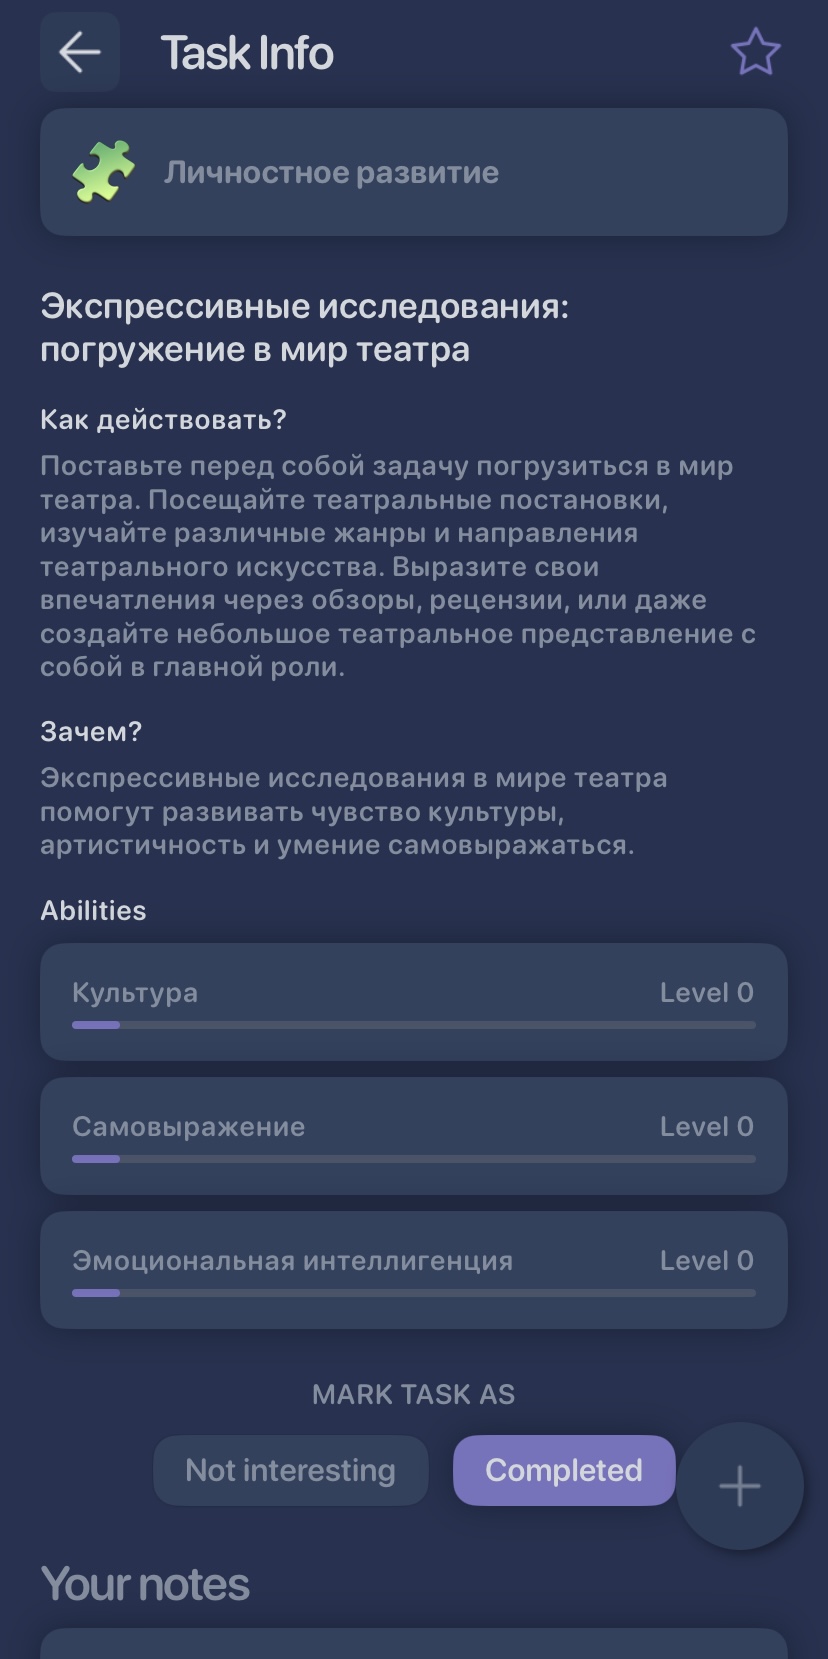 Task Info
Личностное развитие
Экспрессивные исследования:
погружение в мир театра
Как действовать?
Поставьте перед собой задачу погрузиться в мир
театра. Посещайте театральные постановки,
изучайте различные жанры и направления
театрального искусства. Выразите свои
впечатления через обзоры, рецензии, или даже
создайте небольшое театральное представление с
собой в главной роли.
Зачем?
Экспрессивные исследования в мире театра
помогут развивать чувство культуры,
артистичность и умение самовыражаться.
Abilities
Культура Level 0
Самовыражение Level 0
Эмоциональная интеллигенция Level 0
MARK TASK AS
Not interesting Completed
Your notes